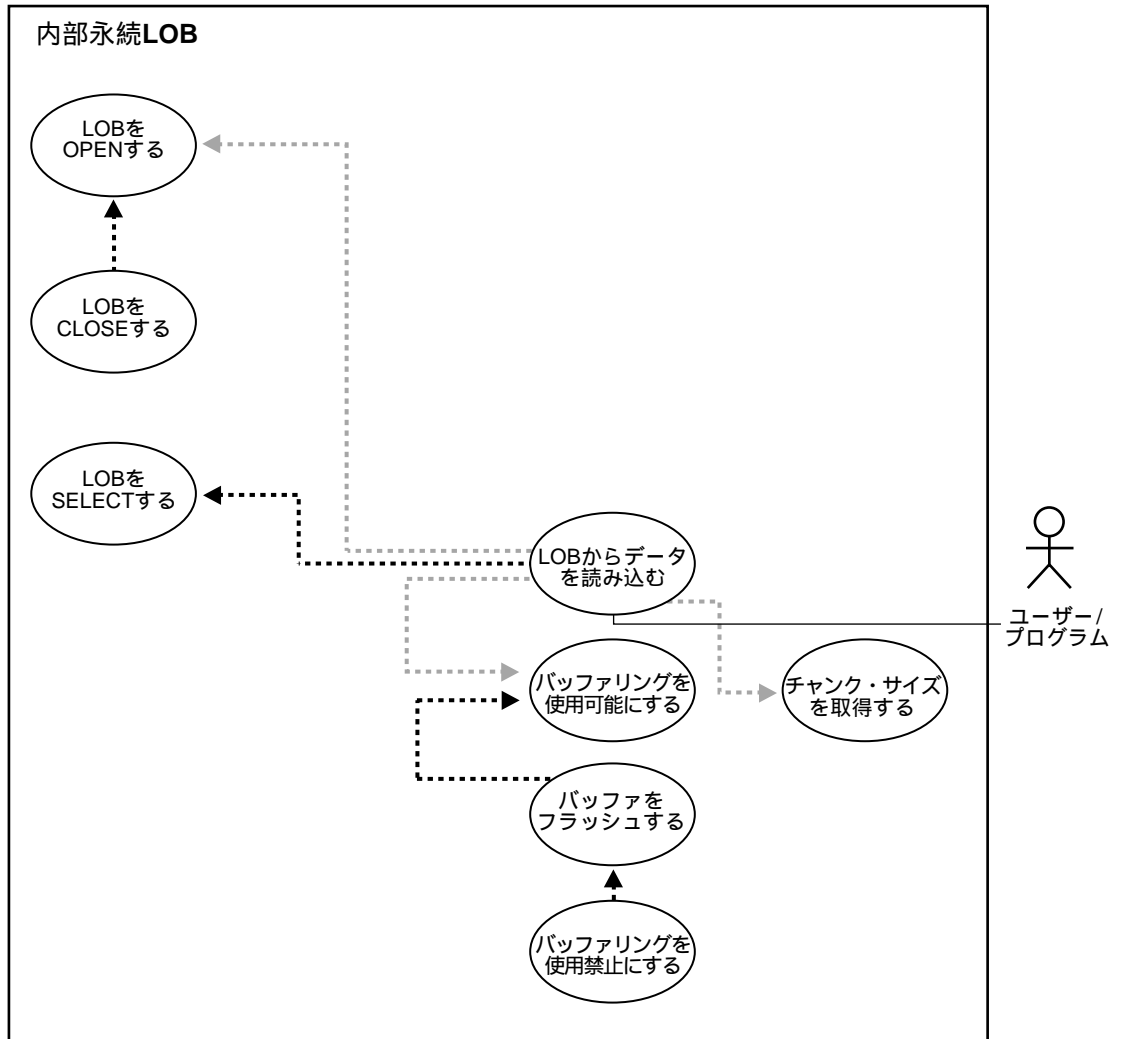 内部永続LOB
LOBを
OPENする
LOBを
CLOSEする
LOBを
SELECTする
LOBからデータ
を読み込む
ユーザー/
プログラム
バッファリングを
使用可能にする
チャンク・サイズ
を取得する
バッファを
フラッシュする
バッファリングを
使用禁止にする